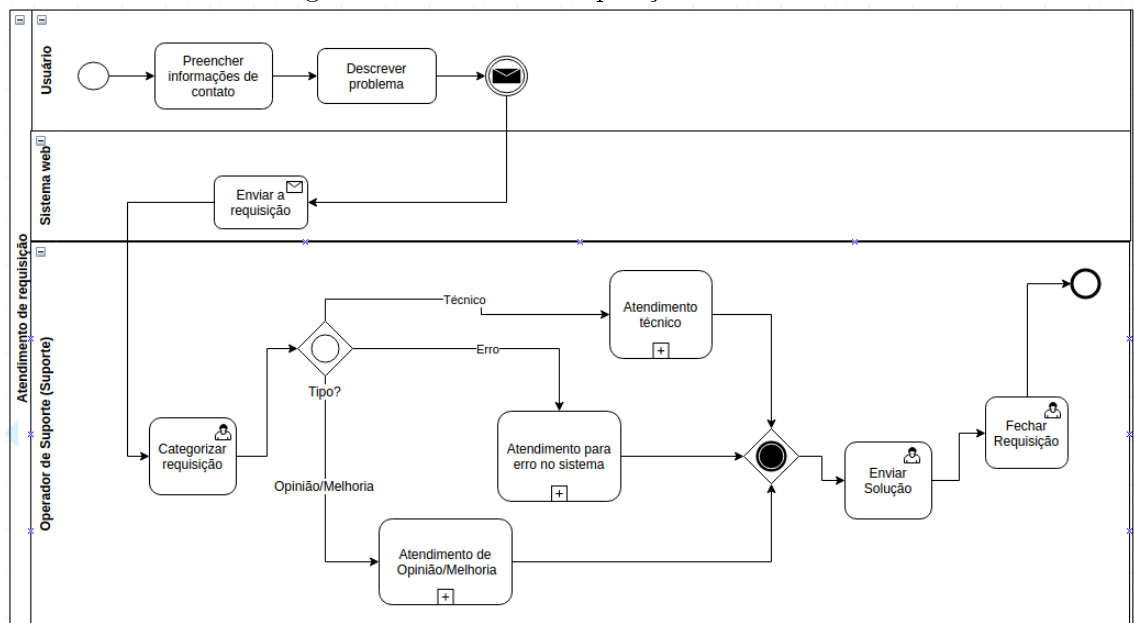 Atendimento de requisição
Usuário
Preencher
informações de
contato
Descrever
problema
Sistema web
Enviar a
requisição
Operador de Suporte (Suporte)
Categorizar
requisição
Tipo?
Técnico
Erro
Opinião/Melhoria
Atendimento
técnico
Atendimento para
erro no sistema
Atendimento de
Opinião/Melhoria
Enviar
Solução
Fechar
Requisição